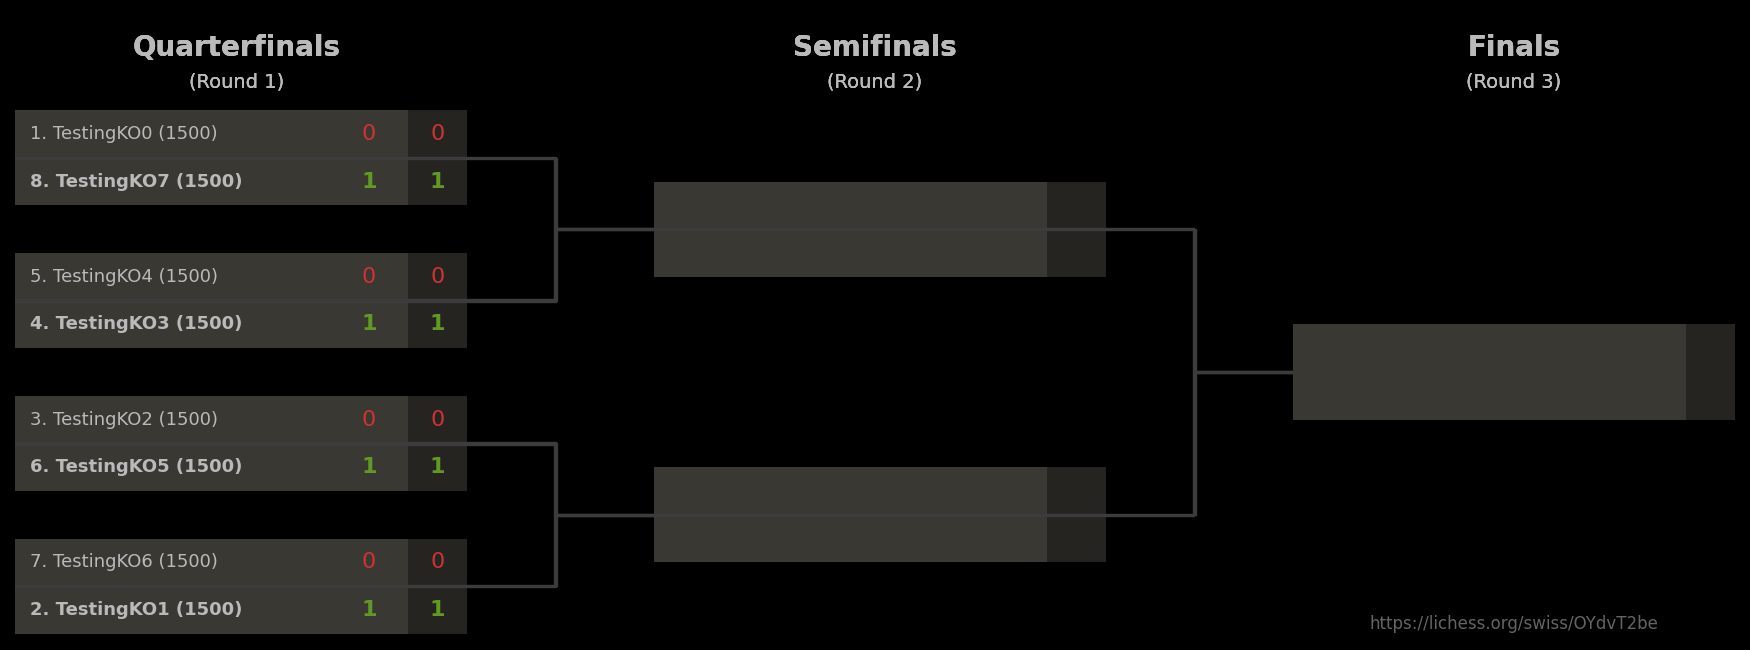 Quarterfinals
(Round 1)
Semifinals
(Round 2)
Finals
(Round 3)
1. TestingKO0 (1500) 0 0
8. TestingKO7 (1500) 1 1
5. TestingKO4 (1500) 0 0
4. TestingKO3 (1500) 1 1
3. TestingKO2 (1500) 0 0
6. TestingKO5 (1500) 1 1
7. TestingKO6 (1500) 0 0
2. TestingKO1 (1500) 1 1
https://lichess.org/swiss/OYdvT2be